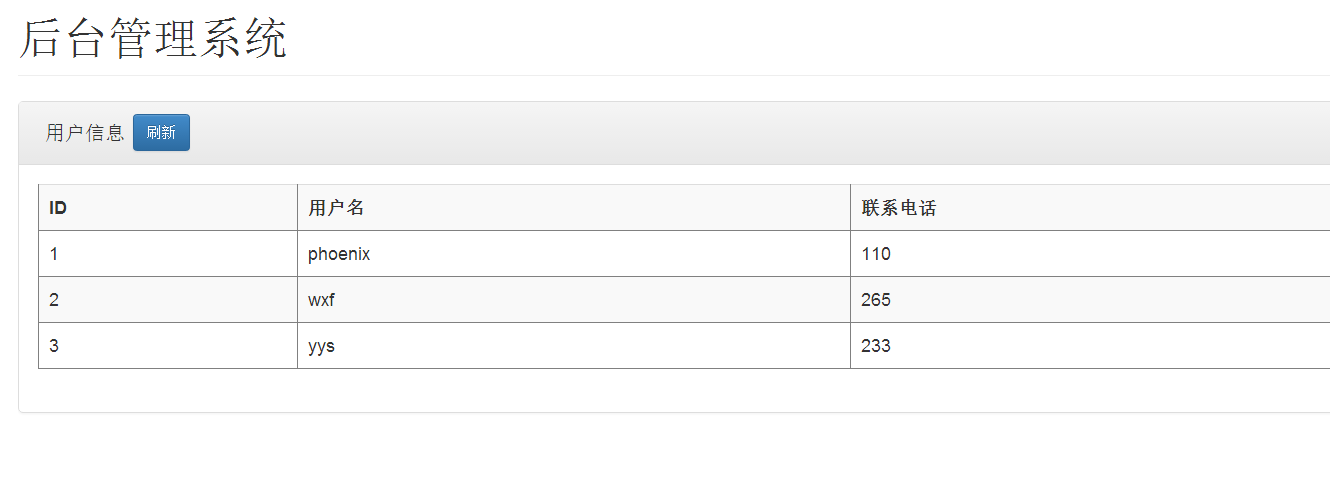 后台管理系统
用户信息 刷新
ID 用户名 联系电话
1 phoenix 110
2 wxf 265
3 yys 233